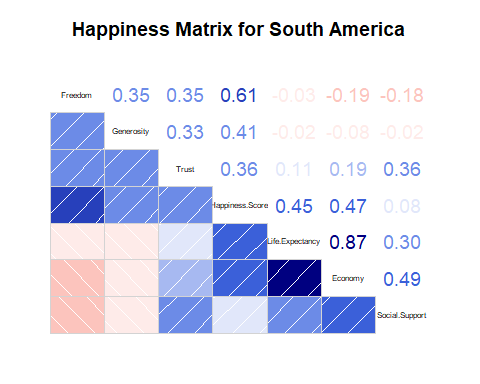 Happiness Matrix for South America
Freedom 0.35 0.35 0.61 -0.03 -0.19 -0.18
Generosity 0.33 0.41 -0.02 -0.08 -0.02
Trust 0.36 0.11 0.19 0.36
Happiness.Score 0.45 0.47 0.08
Life.Expectancy 0.87 0.30
Economy 0.49
Social.Support